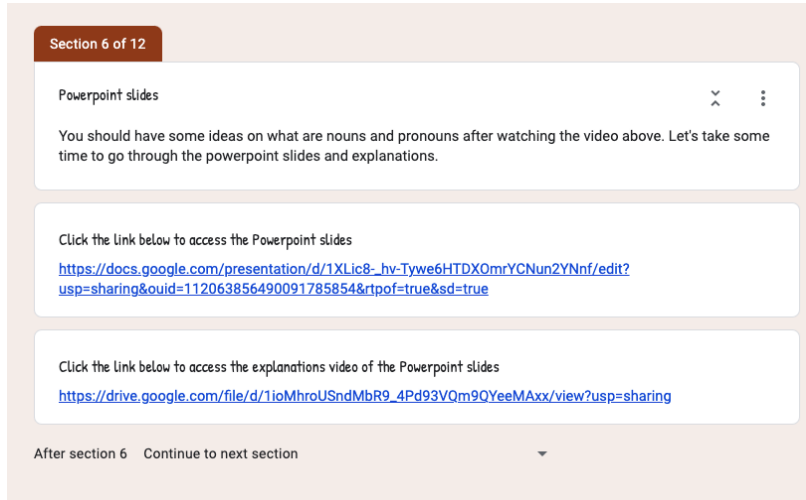 Section 6 of 12
Powerpoint slides
You should have some ideas on what are nouns and pronouns after watching the video above. Let's take some
time to go through the powerpoint slides and explanations.
Click the link below to access the Powerpoint slides
https://docs.google.com/presentation/d/1XLic8-_hv-Tywe6HTDXOmrYCNun2YNnf/edit?
usp=sharing&ouid=112063856490091785854&rtpof=true&sd=true
Click the link below to access the explanations video of the Powerpoint slides
https://drive.google.com/file/d/1ioMhroUSndMbR9_4Pd93VQm9QYeeMAxx/view?usp=sharing
After section 6 Continue to next section